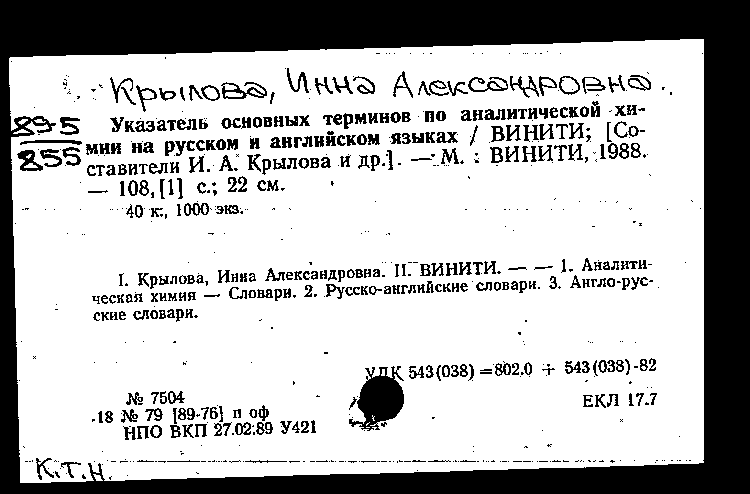 Крылова, Инна Александровна.
89-5
855
Указатель основных терминов по аналитической хи-
мии на русском и английском языках / ВИНИТИ; [Со-
ставители И. А. Крылова и др.]. — М. : ВИНИТИ, 1988.
— 108, [1] с.; 22 см.
40 к., 1000 экз.
I. Крылова, Инна Александровна. II. ВИНИТИ. — — 1. Аналити-
ческая химия — Словари. 2. Русско-английские словари. 3. Англо-рус-
ские словари.
УДК 543(038) =802.0 + 543(038)-82
№ 7504
18 № 79 [89-76] п оф
ЕКЛ 17.7
НПО ВКП 27.02.89 У421
К.Т.Н.